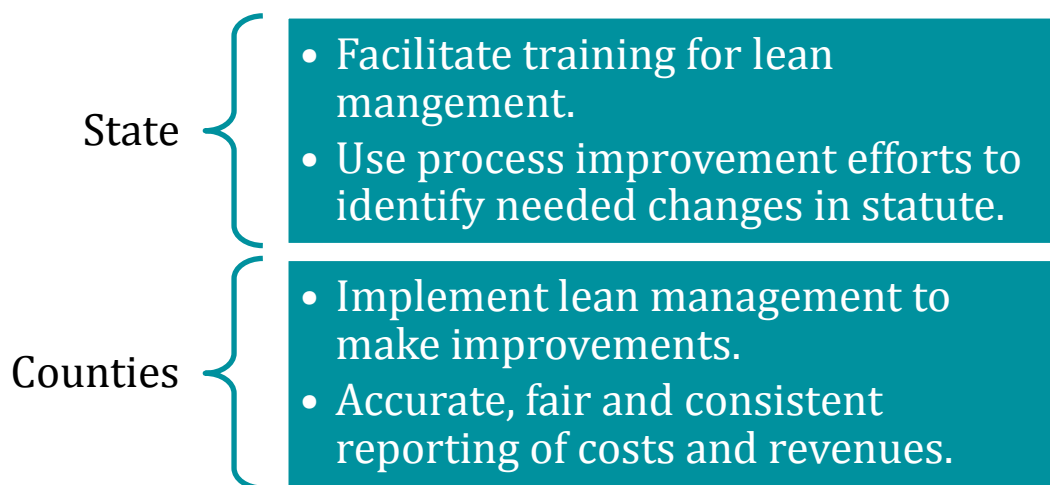 State
• Facilitate training for lean
mangement.
• Use process improvement efforts to
identify needed changes in statute.
Counties
• Implement lean management to
make improvements.
• Accurate, fair and consistent
reporting of costs and revenues.